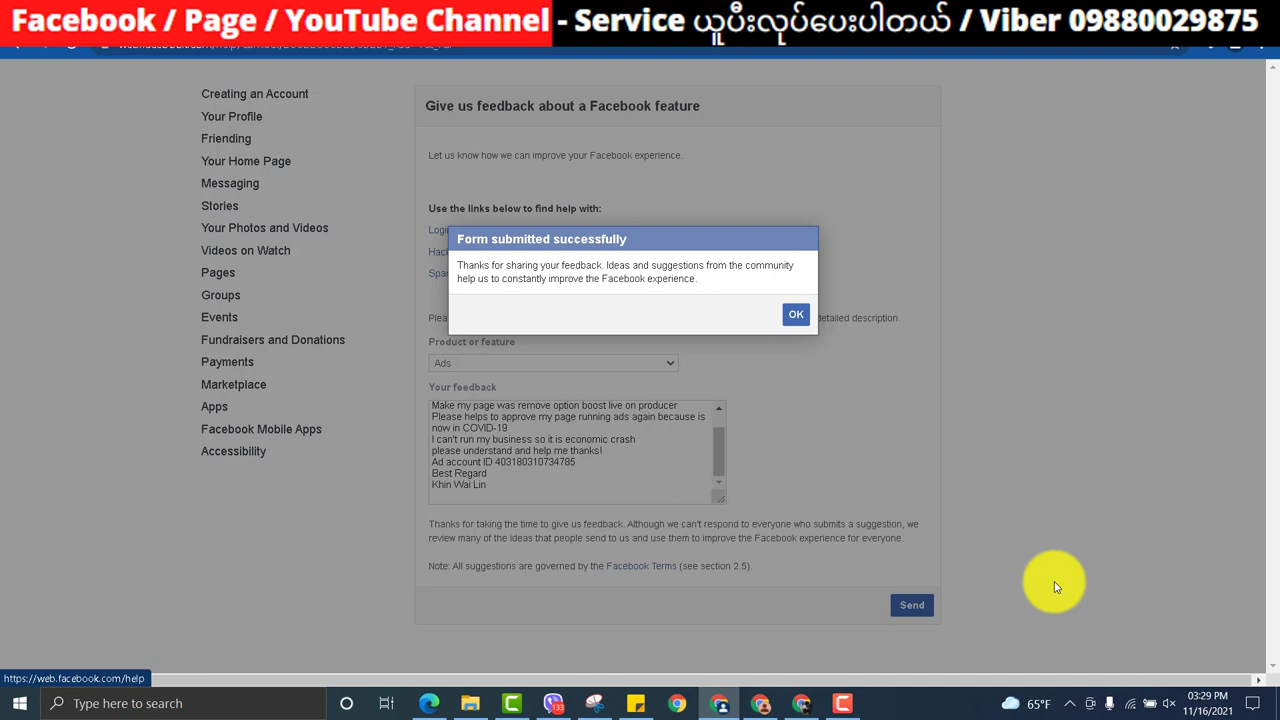 Facebook / Page / YouTube Channel - Service ယူပီးလုပ်ပေးပါတယ် / Viber 09880029875
Creating an Account
Your Profile
Friending
Your Home Page
Messaging
Stories
Your Photos and Videos
Videos on Watch
Pages
Groups
Events
Fundraisers and Donations
Payments
Marketplace
Apps
Facebook Mobile Apps
Accessibility
Give us feedback about a Facebook feature
Let us know how we can improve your Facebook experience.
Use the links below to find help with:
Form submitted successfully
Thanks for sharing your feedback. Ideas and suggestions from the community
help us to constantly improve the Facebook experience.
OK
detailed description.
Product or feature
Ads
Your feedback
Make my page was remove option boost live on producer
Please helps to approve my page running ads again because is
now in COVID-19
I can't run my business so it is economic crash
please understand and help me thanks!
Ad account ID 403180310734785
Best Regard
Khin Wai Lin
Thanks for taking the time to give us feedback. Although we can't respond to everyone who submits a suggestion, we
review many of the ideas that people send to us and use them to improve the Facebook experience for everyone.
Note: All suggestions are governed by the Facebook Terms (see section 2.5).
Send
https://web.facebook.com/help
Type here to search
133
65°F
03:29 PM
11/16/2021